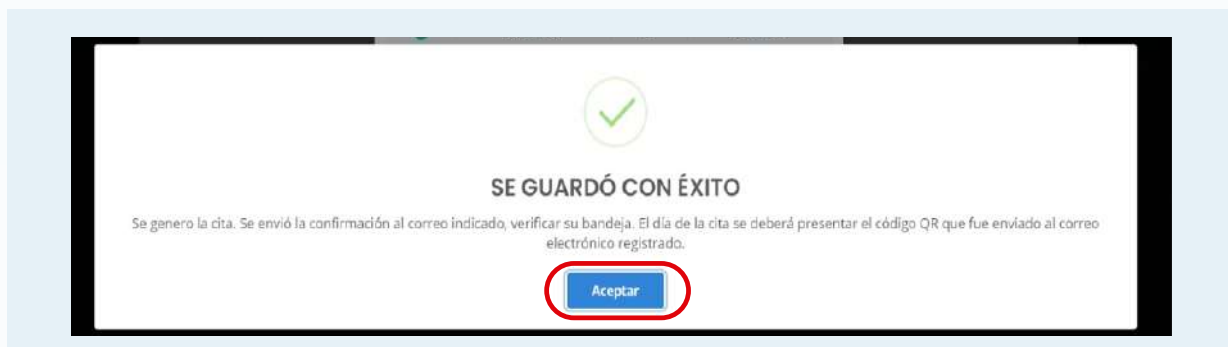 SE GUARDÓ CON ÉXITO
Se genero la cita. Se envió la confirmación al correo indicado, verificar su bandeja. El día de la cita se deberá presentar el código QR que fue enviado al correo
electrónico registrado.
Aceptar